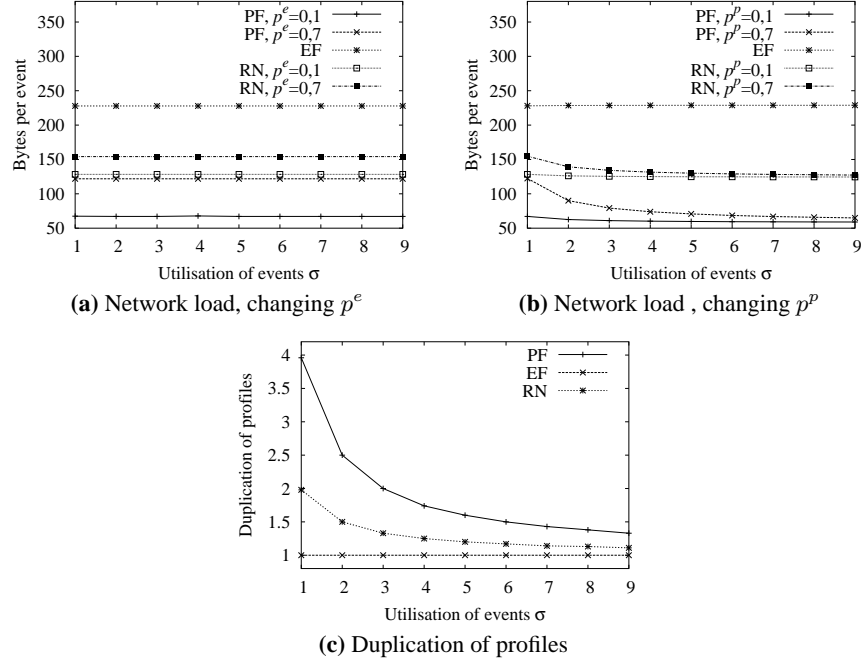 PF, p^e=0,1
PF, p^e=0,7
EF
RN, p^e=0,1
RN, p^e=0,7
Bytes per event
350
300
250
200
150
100
50
1 2 3 4 5 6 7 8 9
Utilisation of events σ
(a) Network load, changing p^e
PF, p^p=0,1
PF, p^p=0,7
EF
RN, p^p=0,1
RN, p^p=0,7
Bytes per event
350
300
250
200
150
100
50
1 2 3 4 5 6 7 8 9
Utilisation of events σ
(b) Network load , changing p^p
PF
EF
RN
Duplication of profiles
4
3.5
3
2.5
2
1.5
1
1 2 3 4 5 6 7 8 9
Utilisation of events σ
(c) Duplication of profiles